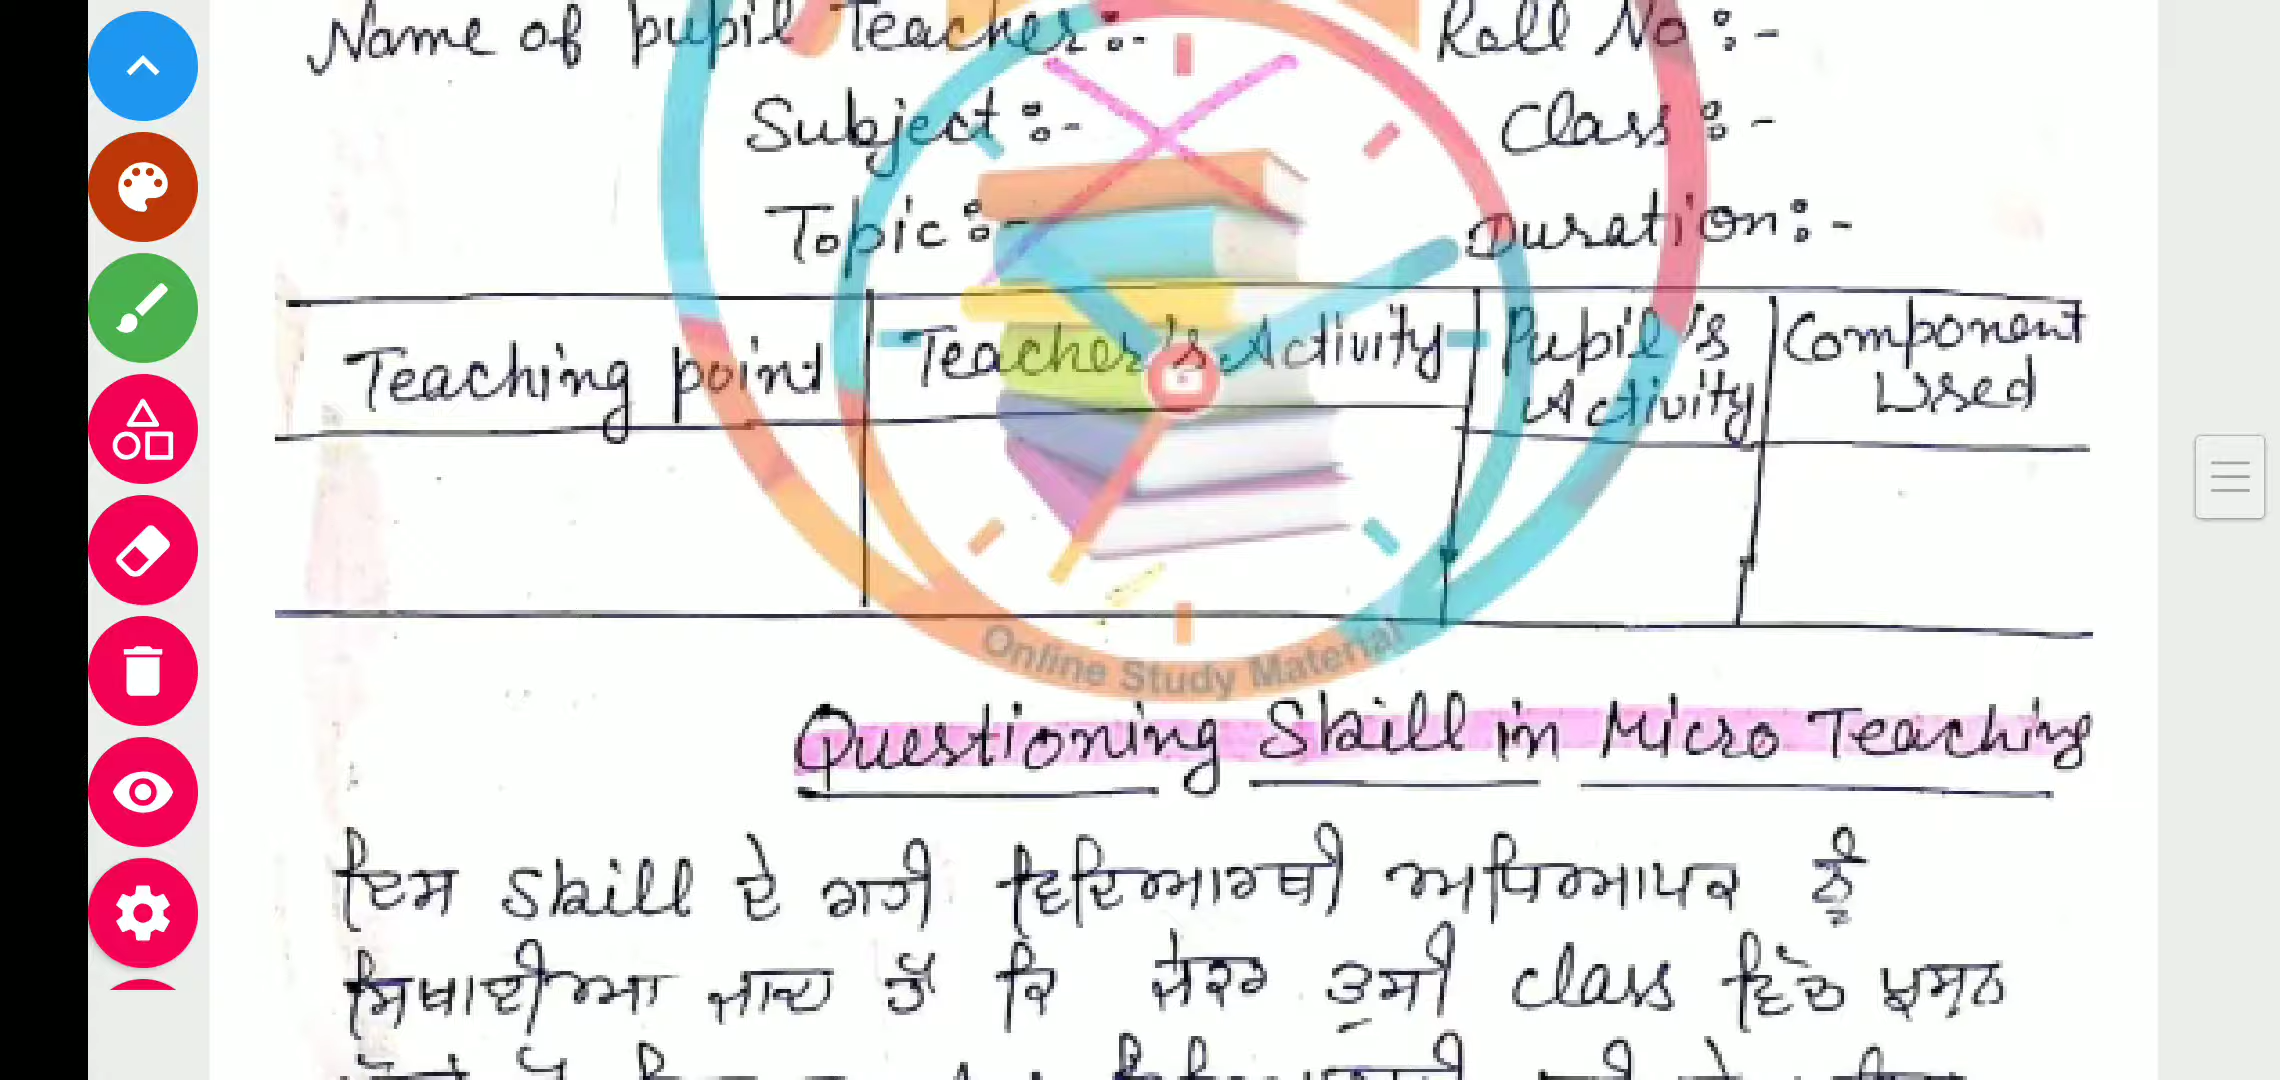 Name of pupil Teacher:- Roll No:-
Subject:- Class:-
Topic:- Duration:-
Teaching point Teacher's Activity Pupil's Activity Component Used
Online Study Material
Questioning Skill in Micro Teaching
ਇਸ Skill ਦੇ ਰਾਹੀ ਵਿਦਿਆਰਥੀ ਅਧਿਆਪਕ ਨੂੰ
ਸਿਖਾਈਆ ਜਾਂਦਾ ਹੈ ਕਿ ਜੇਕਰ ਤੁਸੀ class ਵਿੱਚ ਪ੍ਰਸ਼ਨ